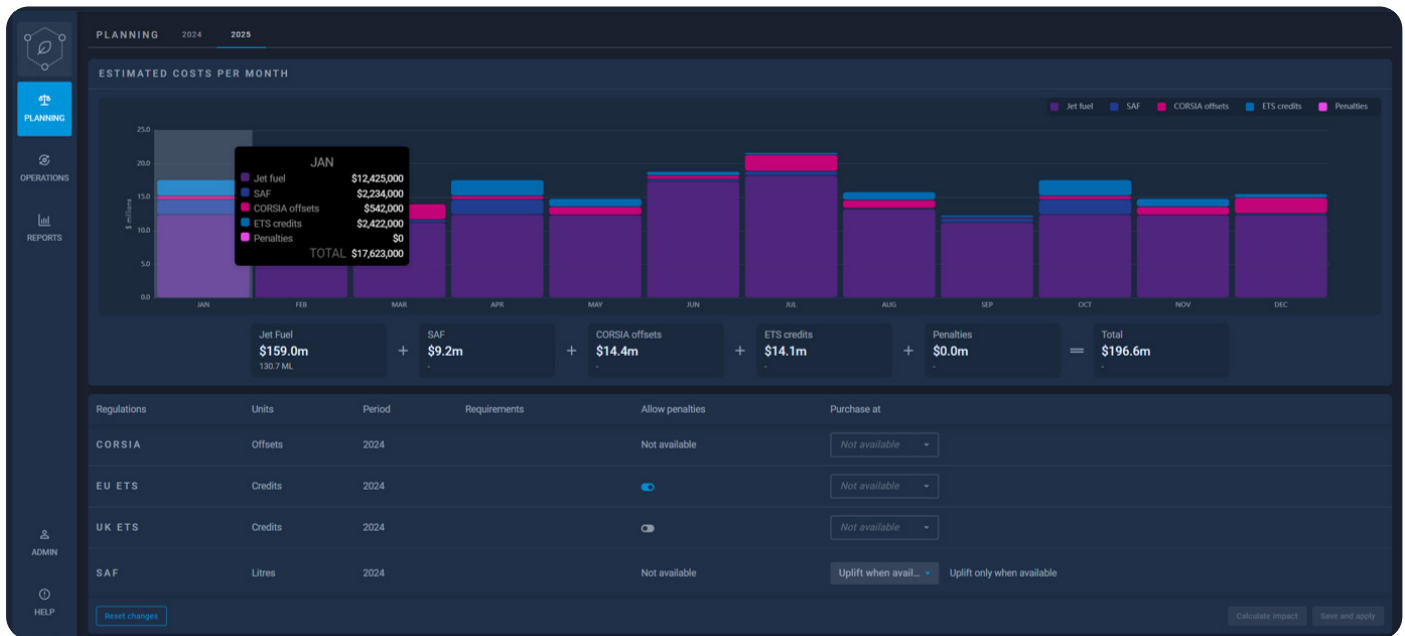 PLANNING 2024 2025
ESTIMATED COSTS PER MONTH
PLANNING
OPERATIONS
REPORTS
ADMIN
HELP
Jet fuel SAF CORSIA offsets ETS credits Penalties
25.0
20.0
15.0
10.0
5.0
0.0
$ millions
JAN
Jet fuel $12,425,000
SAF $2,234,000
CORSIA offsets $542,000
ETS credits $2,422,000
Penalties $0
TOTAL $17,623,000
JAN FEB MAR APR MAY JUN JUL AUG SEP OCT NOV DEC
Jet Fuel SAF CORSIA offsets ETS credits Penalties Total
$159.0m + $9.2m + $14.4m + $14.1m + $0.0m = $196.6m
130.7 ML - - - - -
Regulations Units Period Requirements Allow penalties Purchase at
CORSIA Offsets 2024 Not available Not available
EU ETS Credits 2024 Not available
UK ETS Credits 2024 Not available
SAF Litres 2024 Not available Uplift when avail... Uplift only when available
Reset changes Calculate impact Save and apply